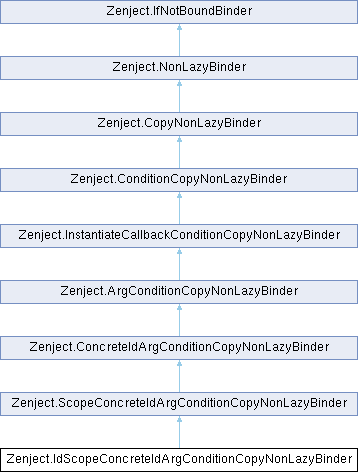 Zenject.IfNotBoundBinder
Zenject.NonLazyBinder
Zenject.CopyNonLazyBinder
Zenject.ConditionCopyNonLazyBinder
Zenject.InstantiateCallbackConditionCopyNonLazyBinder
Zenject.ArgConditionCopyNonLazyBinder
Zenject.ConcreteIdArgConditionCopyNonLazyBinder
Zenject.ScopeConcreteIdArgConditionCopyNonLazyBinder
Zenject.IdScopeConcreteIdArgConditionCopyNonLazyBinder